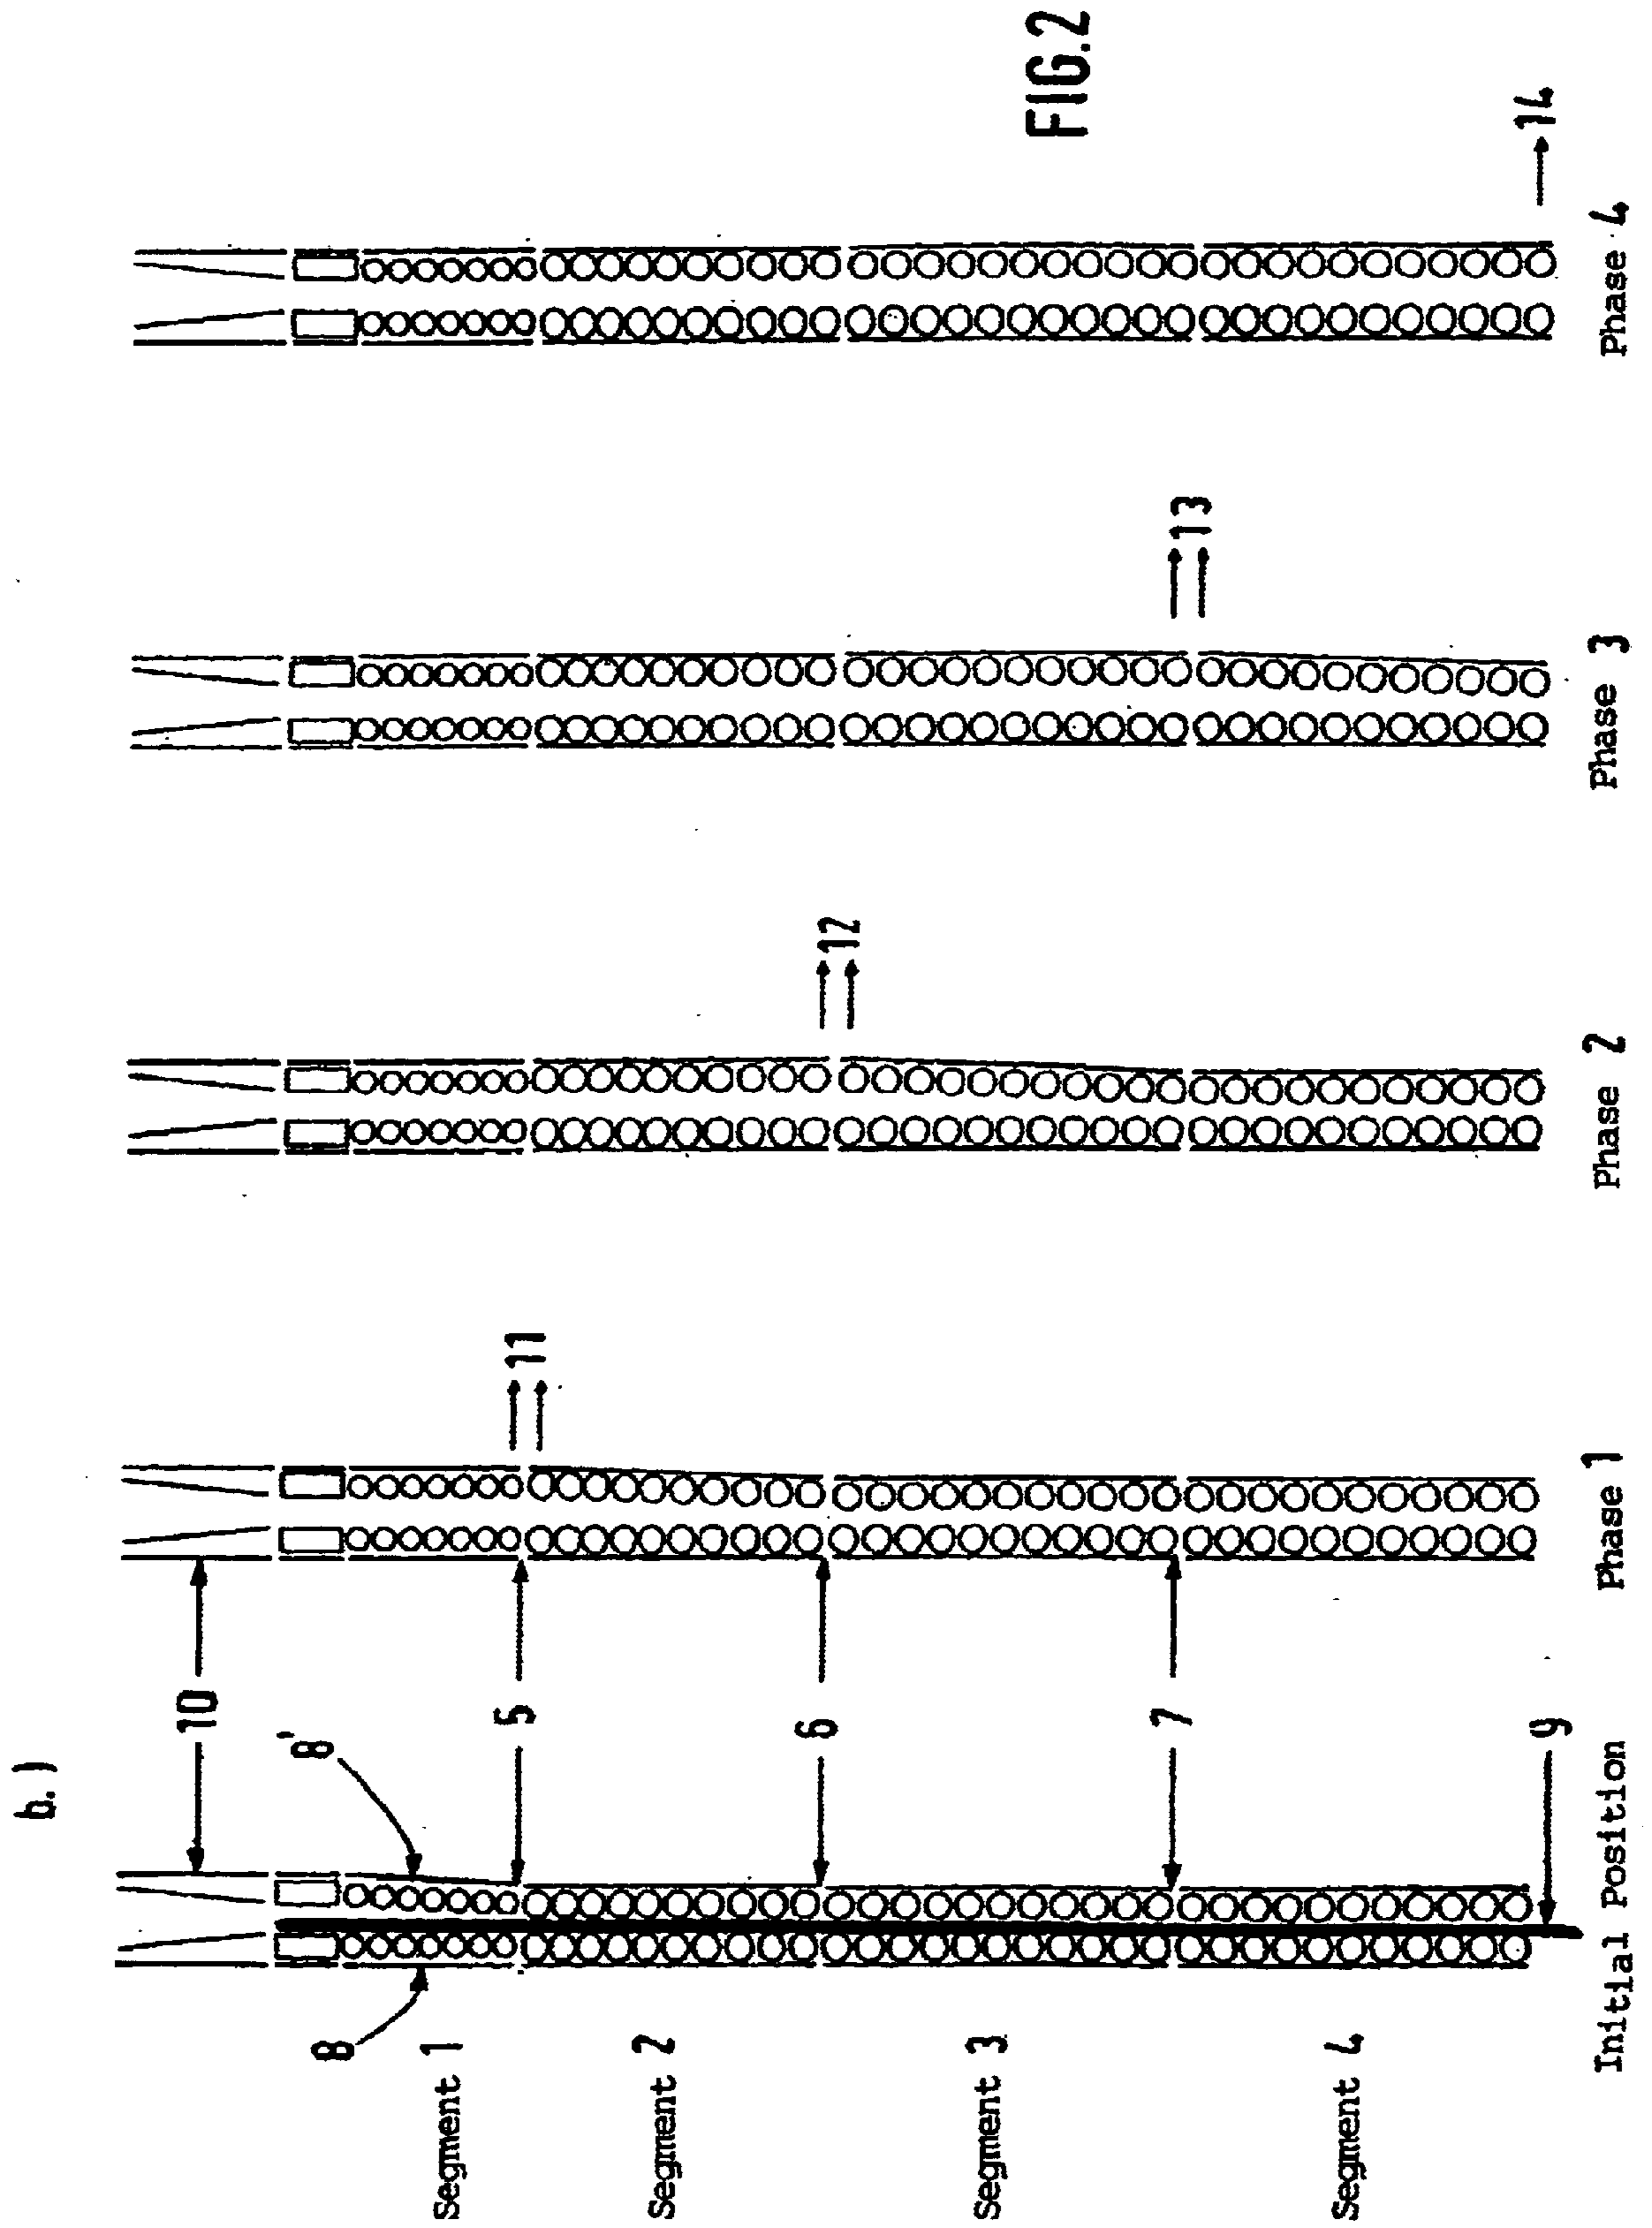 b.)
10
8'
8
5
6
7
9
11
12
13
14
Segment 1
Segment 2
Segment 3
Segment 4
Initial Position
Phase 1
Phase 2
Phase 3
Phase 4
FIG.2